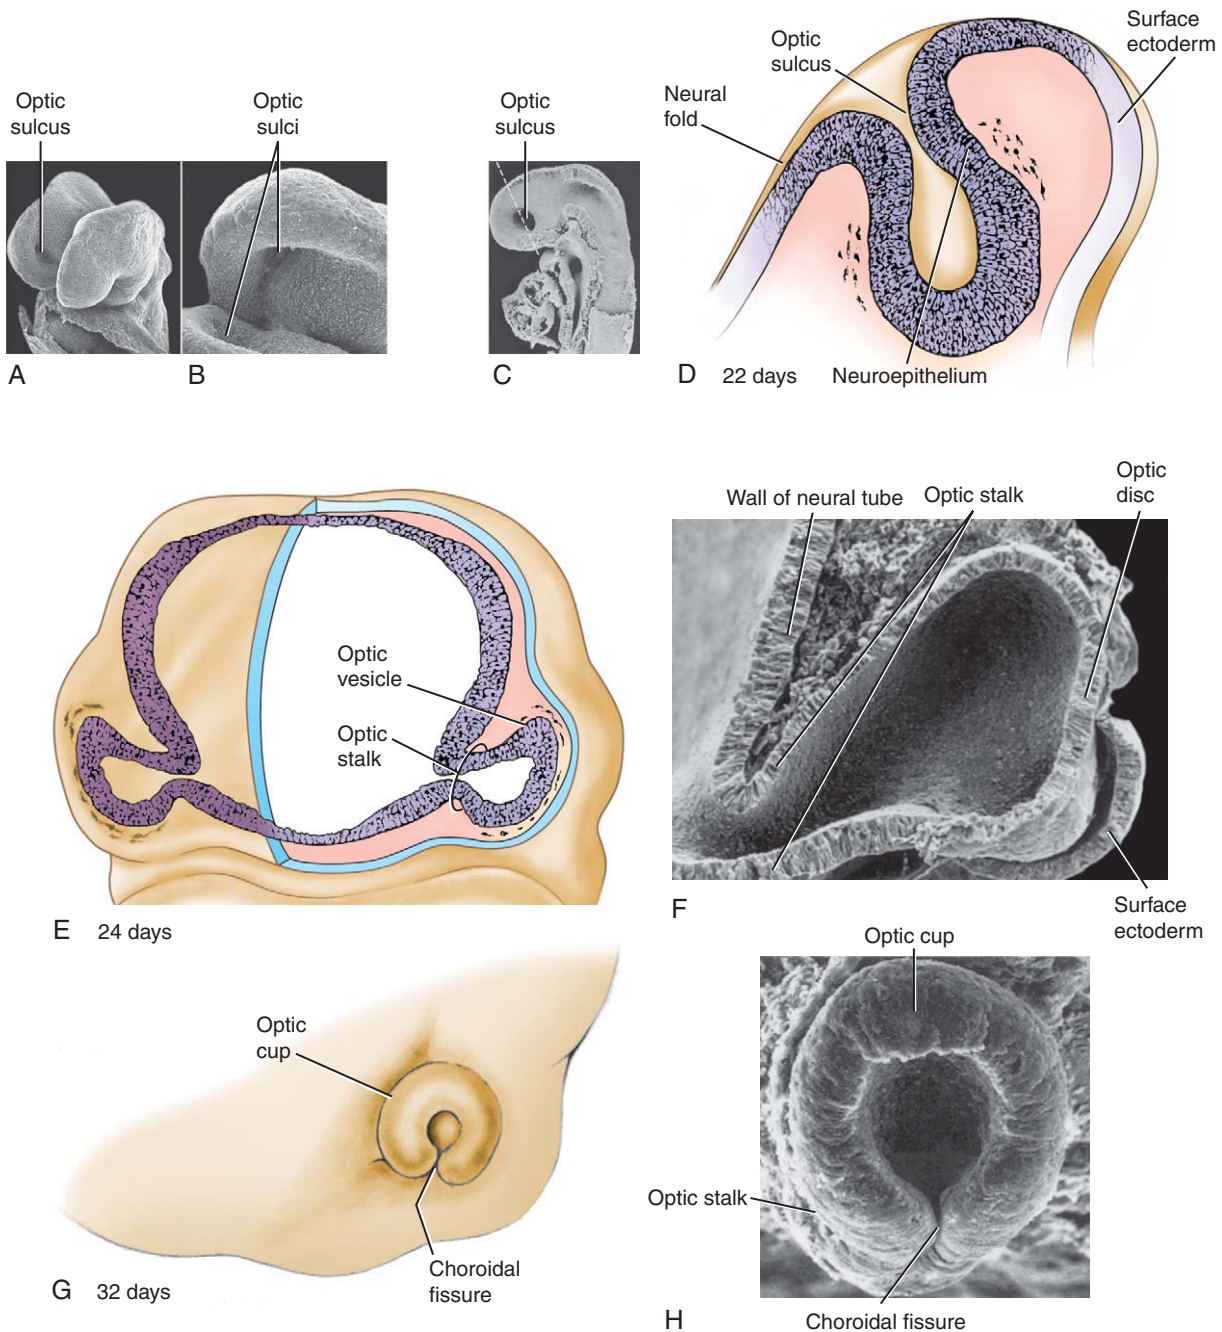 Optic
sulcus
Optic
sulci
Optic
sulcus
Optic
sulcus
Surface
ectoderm
Neural
fold
A
B
C
D 22 days
Neuroepithelium
Wall of neural tube
Optic stalk
Optic
disc
Optic
vesicle
Optic
stalk
E 24 days
F
Surface
ectoderm
Optic cup
Optic
cup
Optic stalk
Choroidal
fissure
G 32 days
H
Choroidal fissure